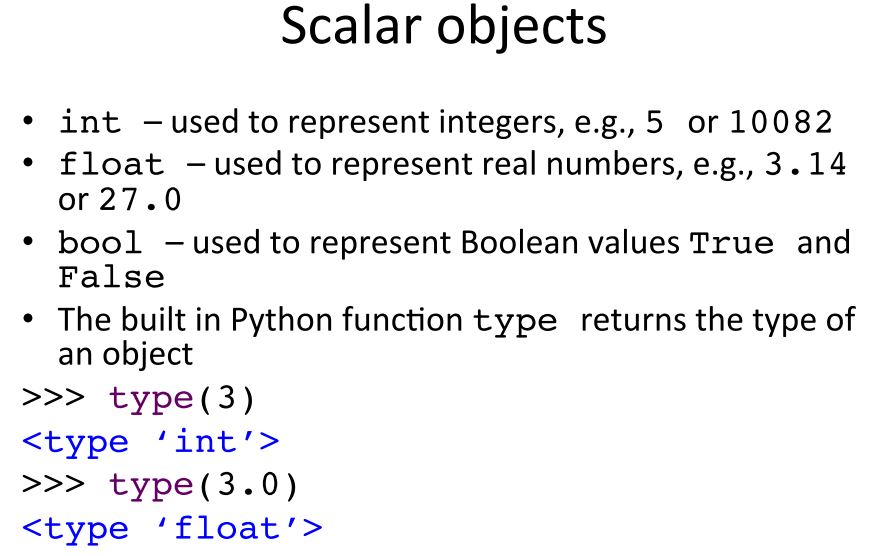 Scalar objects
• int – used to represent integers, e.g., 5 or 10082
• float – used to represent real numbers, e.g., 3.14
or 27.0
• bool – used to represent Boolean values True and
False
• The built in Python function type returns the type of
an object
>>> type(3)
<type ‘int’>
>>> type(3.0)
<type ‘float’>